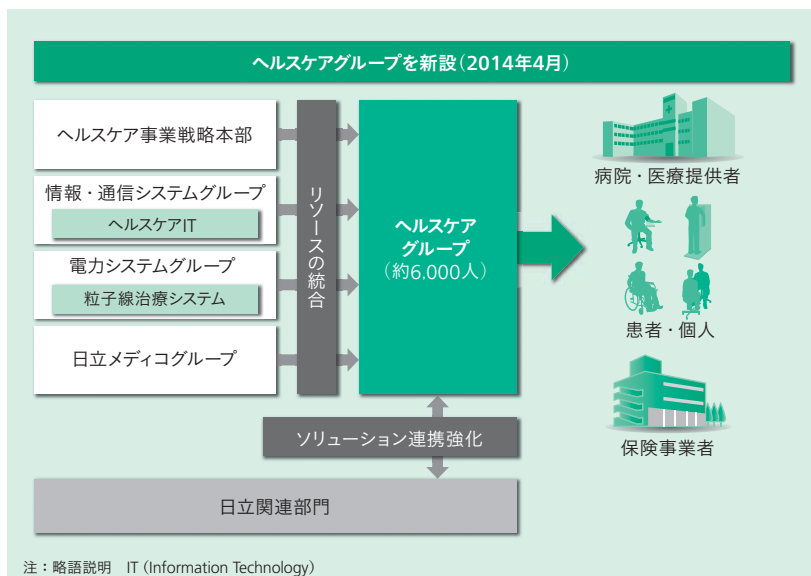 ヘルスケアグループを新設（2014年4月）
ヘルスケア事業戦略本部
情報・通信システムグループ
ヘルスケアIT
電力システムグループ
粒子線治療システム
日立メディコグループ
リソースの統合
ヘルスケア
グループ
（約6,000人）
病院・医療提供者
患者・個人
保険事業者
ソリューション連携強化
日立関連部門
注：略語説明　IT（Information Technology）